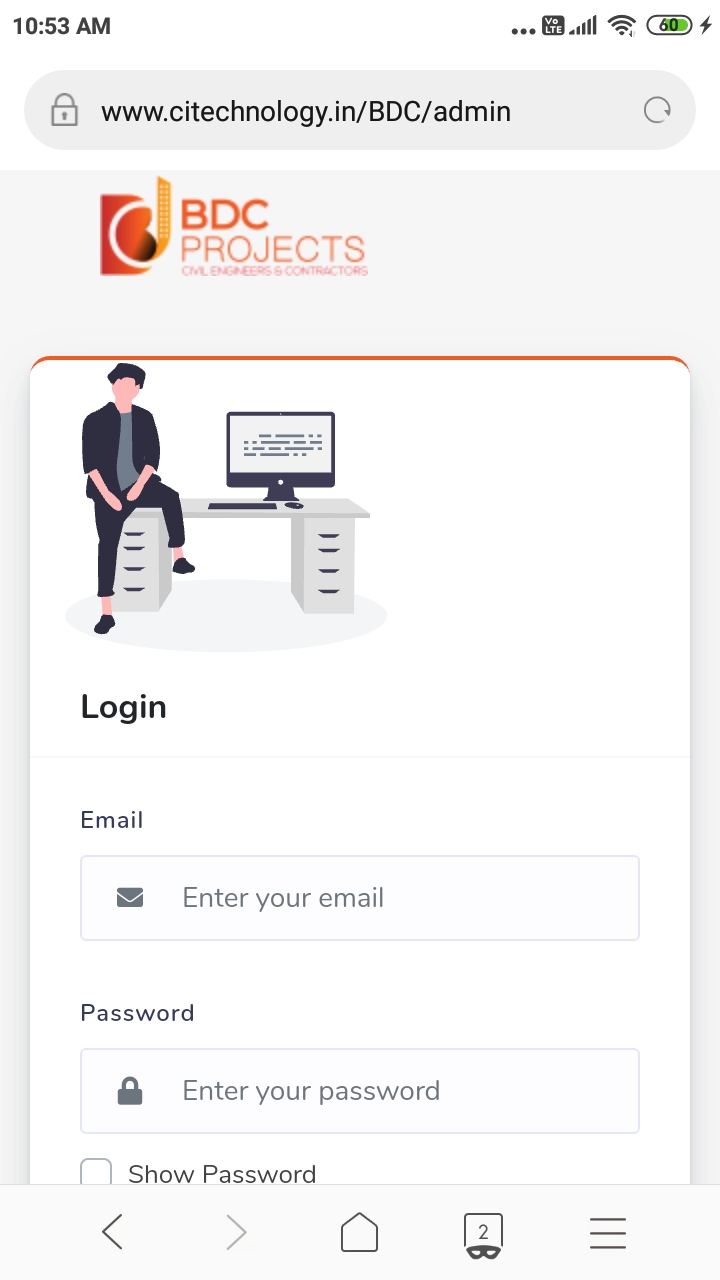 10:53 AM
Vo LTE
60
www.citechnology.in/BDC/admin
BDC
PROJECTS
CIVIL ENGINEERS & CONTRACTORS
Login
Email
Enter your email
Password
Enter your password
Show Password
2